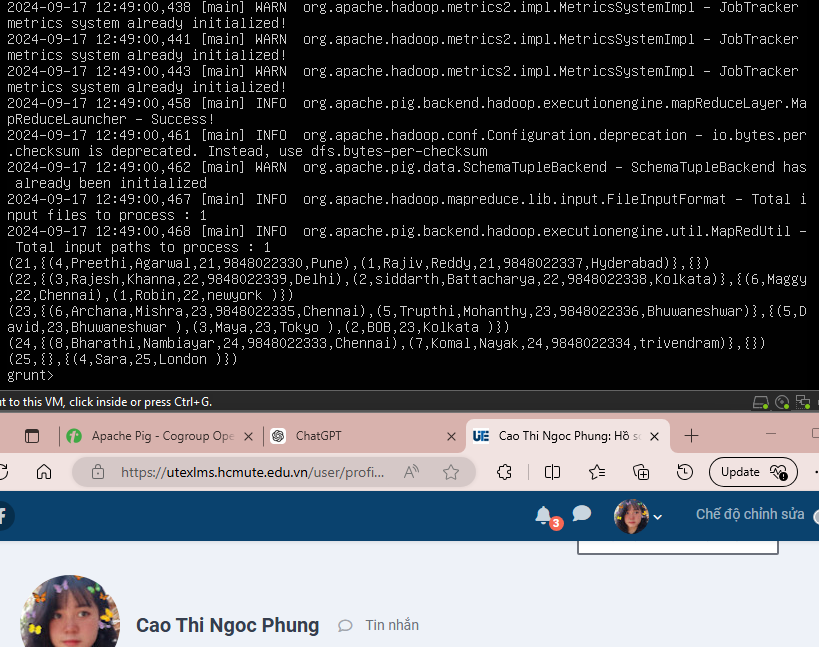 2024-09-17 12:49:00,438 [main] WARN  org.apache.hadoop.metrics2.impl.MetricsSystemImpl - JobTracker
metrics system already initialized!
2024-09-17 12:49:00,441 [main] WARN  org.apache.hadoop.metrics2.impl.MetricsSystemImpl - JobTracker
metrics system already initialized!
2024-09-17 12:49:00,443 [main] WARN  org.apache.hadoop.metrics2.impl.MetricsSystemImpl - JobTracker
metrics system already initialized!
2024-09-17 12:49:00,458 [main] INFO  org.apache.pig.backend.hadoop.executionengine.mapReduceLayer.Ma
pReduceLauncher - Success!
2024-09-17 12:49:00,461 [main] INFO  org.apache.hadoop.conf.Configuration.deprecation - io.bytes.per
.checksum is deprecated. Instead, use dfs.bytes-per-checksum
2024-09-17 12:49:00,462 [main] WARN  org.apache.pig.data.SchemaTupleBackend - SchemaTupleBackend has
 already been initialized
2024-09-17 12:49:00,467 [main] INFO  org.apache.hadoop.mapreduce.lib.input.FileInputFormat - Total i
nput files to process : 1
2024-09-17 12:49:00,468 [main] INFO  org.apache.pig.backend.hadoop.executionengine.util.MapRedUtil -
 Total input paths to process : 1
(21,{(4,Preethi,Agarwal,21,9848022330,Pune),(1,Rajiv,Reddy,21,9848022337,Hyderabad)},{})
(22,{(3,Rajesh,Khanna,22,9848022339,Delhi),(2,siddarth,Battacharya,22,9848022338,Kolkata)},{(6,Maggy
,22,Chennai),(1,Robin,22,newyork )})
(23,{(6,Archana,Mishra,23,9848022335,Chennai),(5,Trupthi,Mohanthy,23,9848022336,Bhuwaneshwar)},{(5,D
avid,23,Bhuwaneshwar ),(3,Maya,23,Tokyo ),(2,BOB,23,Kolkata )})
(24,{(8,Bharathi,Nambiayar,24,9848022333,Chennai),(7,Komal,Nayak,24,9848022334,trivendram)},{})
(25,{},{(4,Sara,25,London )})
grunt>
ut to this VM, click inside or press Ctrl+G.
Apache Pig - Cogroup Ope
ChatGPT
UTE Cao Thi Ngoc Phung: Hồ s
https://utexlms.hcmute.edu.vn/user/profi...
Update
3
Chế độ chỉnh sửa
Cao Thi Ngoc Phung
Tin nhắn